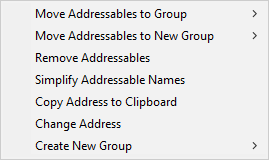 Move Addressables to Group
Move Addressables to New Group
Remove Addressables
Simplify Addressable Names
Copy Address to Clipboard
Change Address
Create New Group